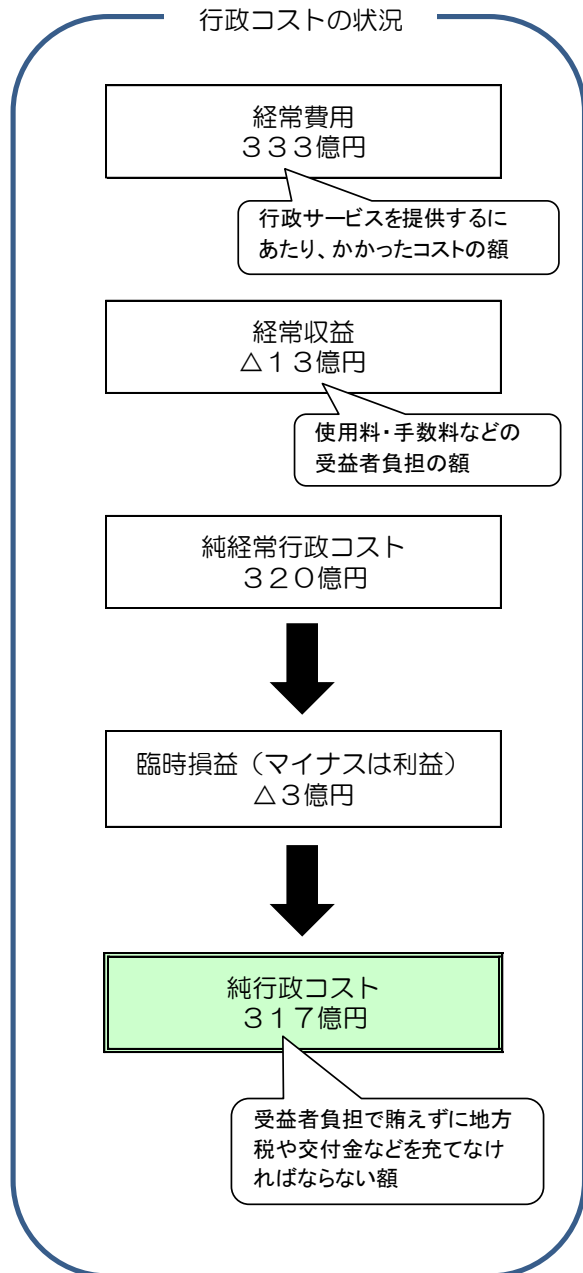 行政コストの状況
経常費用
３３３億円
行政サービスを提供するに
あたり、かかったコストの額
経常収益
△１３億円
使用料・手数料などの
受益者負担の額
純経常行政コスト
３２０億円
臨時損益（マイナスは利益）
△３億円
純行政コスト
３１７億円
受益者負担で賄えずに地方
税や交付金などを充てなけ
ればならない額